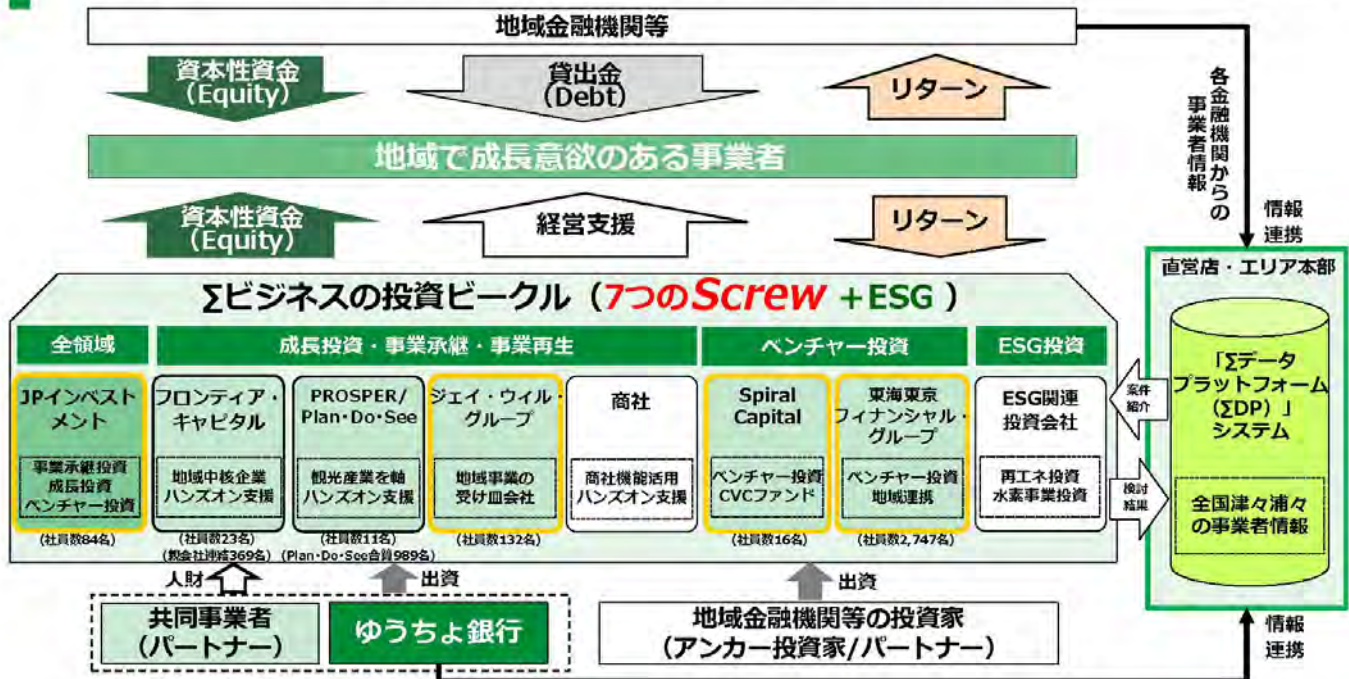 地域金融機関等
資本性資金
(Equity)
貸出金
(Debt)
リターン
各金融機関からの
事業者情報
地域で成長意欲のある事業者
資本性資金
(Equity)
経営支援
リターン
情報
連携
直営店・エリア本部
Σビジネスの投資ビークル（7つのScrew +ESG ）
全領域
成長投資・事業承継・事業再生
ベンチャー投資
ESG投資
JPインベスト
メント
事業承継投資
成長投資
ベンチャー投資
(社員数84名)
フロンティア・
キャピタル
地域中核企業
ハンズオン支援
(社員数23名)
(親会社連結369名)
PROSPER/
Plan・Do・See
観光産業を軸
ハンズオン支援
(社員数11名)
(Plan・Do・See合算989名)
ジェイ・ウィル・
グループ
地域事業の
受け皿会社
(社員数132名)
商社
商社機能活用
ハンズオン支援
Spiral
Capital
ベンチャー投資
CVCファンド
(社員数16名)
東海東京
フィナンシャル・
グループ
ベンチャー投資
地域連携
(社員数2,747名)
ESG関連
投資会社
再エネ投資
水素事業投資
案件
紹介
検討
結果
「Σデータ
プラットフォーム
（ΣDP）」
システム
全国津々浦々
の事業者情報
人財
出資
出資
共同事業者
（パートナー）
ゆうちょ銀行
地域金融機関等の投資家
（アンカー投資家/パートナー）
情報
連携